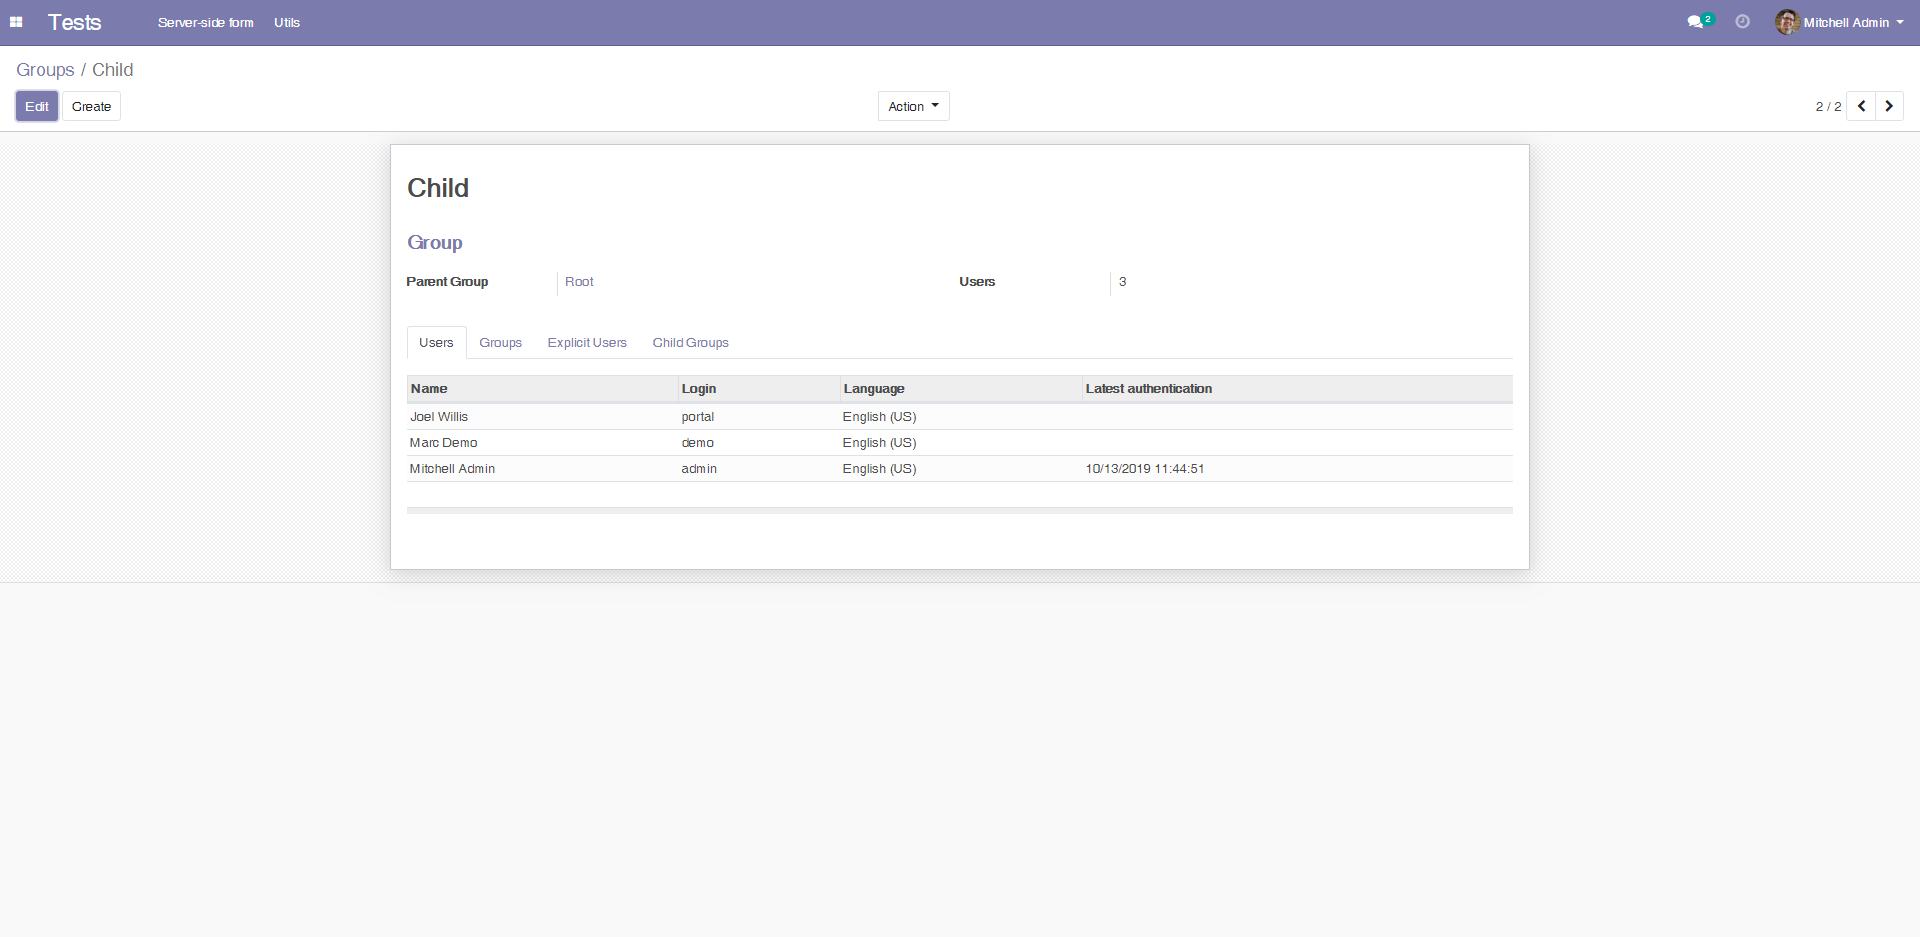 Tests Server-side form Utils 2 Mitchell Admin
Groups / Child
Edit Create Action 2 / 2
Child
Group
Parent Group Root Users 3
Users Groups Explicit Users Child Groups
Name Login Language Latest authentication
Joel Willis portal English (US)
Marc Demo demo English (US)
Mitchell Admin admin English (US) 10/13/2019 11:44:51